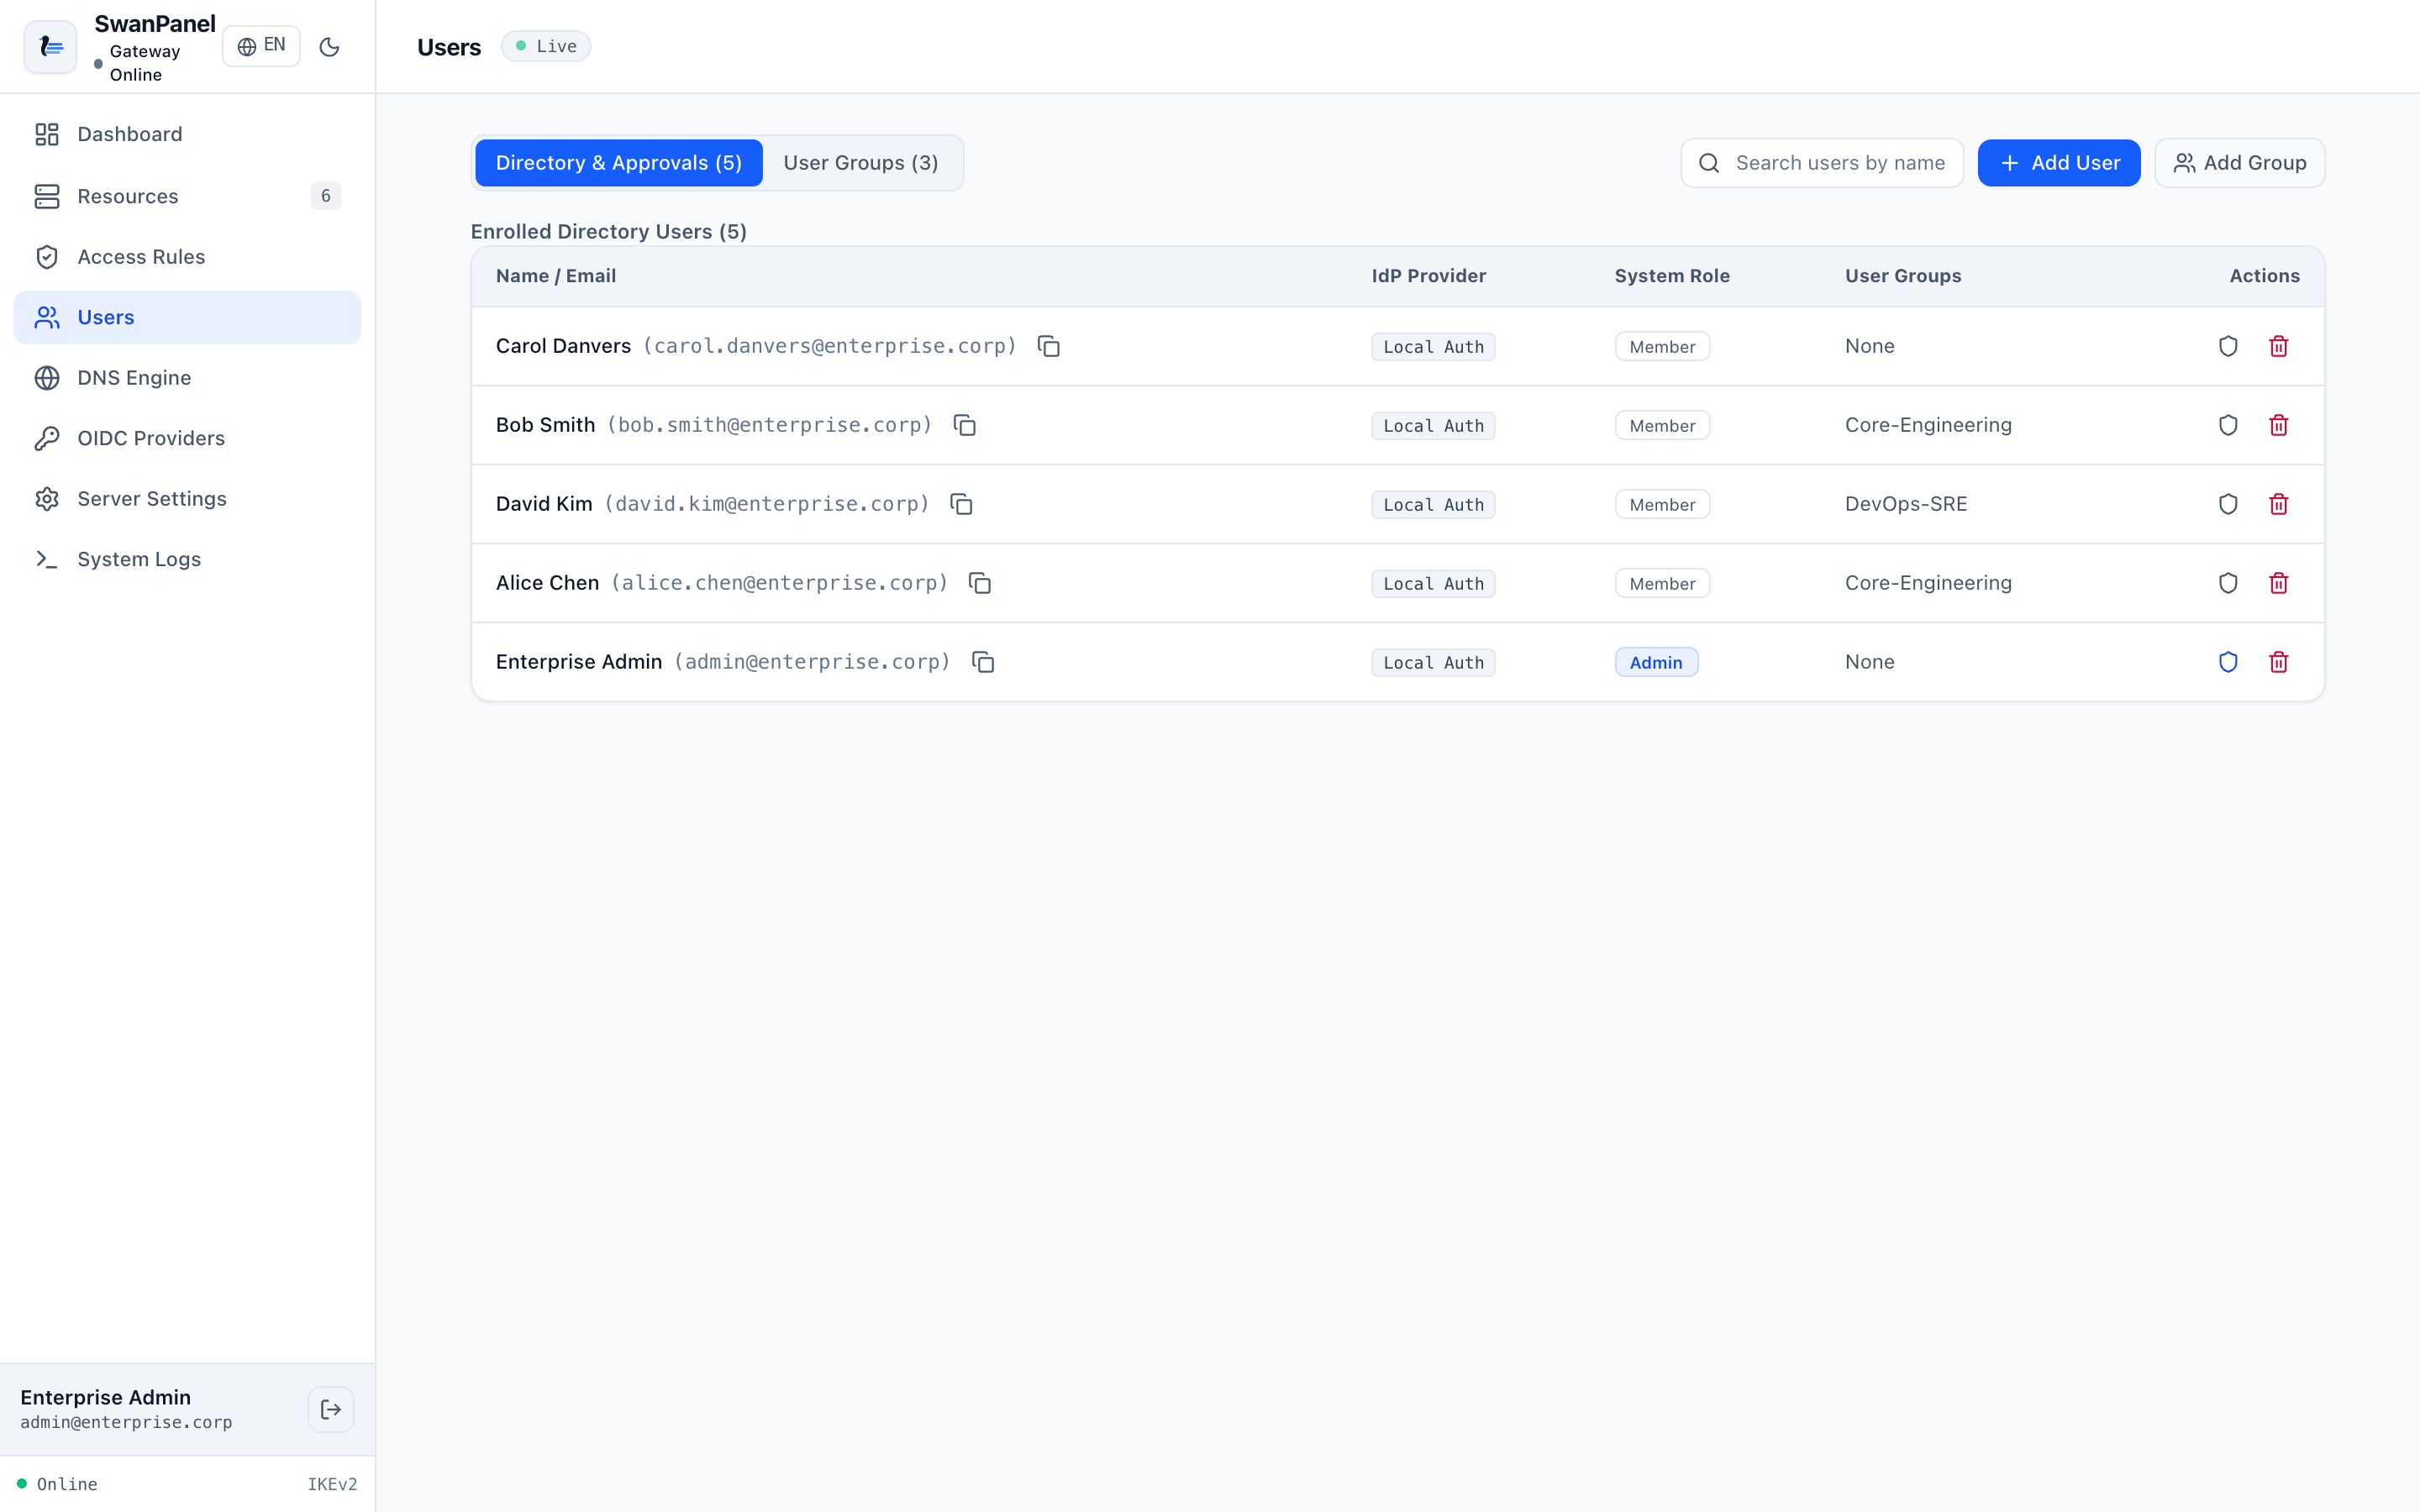 SwanPanel
Gateway
Online
EN
Users
Live
Dashboard
Resources 6
Access Rules
Users
DNS Engine
OIDC Providers
Server Settings
System Logs
Directory & Approvals (5) User Groups (3)
Search users by name
Add User
Add Group
Enrolled Directory Users (5)
Name / Email IdP Provider System Role User Groups Actions
Carol Danvers (carol.danvers@enterprise.corp) Local Auth Member None
Bob Smith (bob.smith@enterprise.corp) Local Auth Member Core-Engineering
David Kim (david.kim@enterprise.corp) Local Auth Member DevOps-SRE
Alice Chen (alice.chen@enterprise.corp) Local Auth Member Core-Engineering
Enterprise Admin (admin@enterprise.corp) Local Auth Admin None
Enterprise Admin
admin@enterprise.corp
Online IKEv2